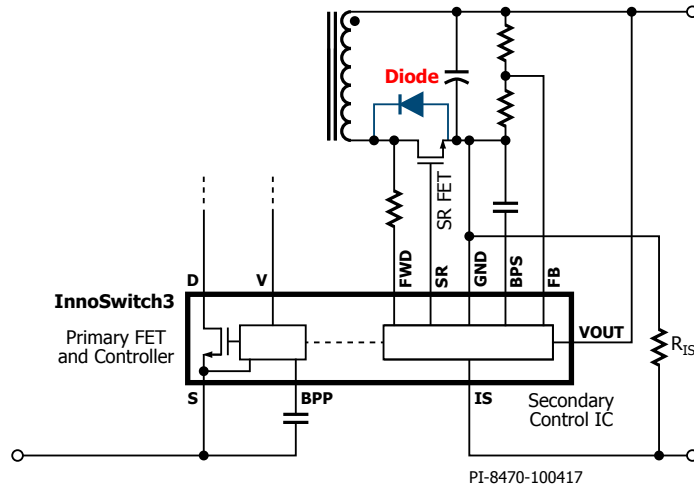 Diode
SR FET
D
V
FWD
SR
GND
BPS
FB
InnoSwitch3
Primary FET
and Controller
VOUT
RIS
S
BPP
IS
Secondary
Control IC
PI-8470-100417